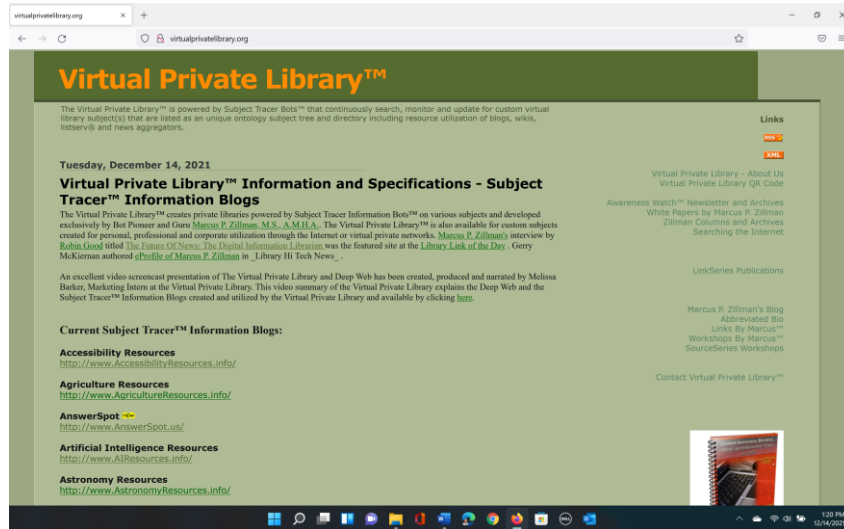 virtualprivatelibrary.org
virtualprivatelibrary.org
Virtual Private Library™
The Virtual Private Library™ is powered by Subject Tracer Bots™ that continuously search, monitor and update for custom virtual
library subject(s) that are listed as an unique ontology subject tree and directory including resource utilization of blogs, wikis,
listserv® and news aggregators.
Tuesday, December 14, 2021
Virtual Private Library™ Information and Specifications - Subject
Tracer™ Information Blogs
The Virtual Private Library™ creates private libraries powered by Subject Tracer Information Bots™ on various subjects and developed
exclusively by Bot Pioneer and Guru Marcus P. Zillman, M.S., A.M.H.A.. The Virtual Private Library™ is also available for custom subjects
created for personal, professional and corporate utilization through the Internet or virtual private networks. Marcus P. Zillman's interview by
Robin Good titled The Future Of News: The Digital Information Librarian was the featured site at the Library Link of the Day . Gerry
McKiernan authored eProfile of Marcus P. Zillman in _Library Hi Tech News_ .
An excellent video screencast presentation of The Virtual Private Library and Deep Web has been created, produced and narrated by Melissa
Barker, Marketing Intern at the Virtual Private Library. This video summary of the Virtual Private Library explains the Deep Web and the
Subject Tracer™ Information Blogs created and utilized by the Virtual Private Library and available by clicking here.
Current Subject Tracer™ Information Blogs:
Accessibility Resources
http://www.AccessibilityResources.info/
Agriculture Resources
http://www.AgricultureResources.info/
AnswerSpot NEW
http://www.AnswerSpot.us/
Artificial Intelligence Resources
http://www.AIResources.info/
Astronomy Resources
http://www.AstronomyResources.info/
Links
RSS
XML
Virtual Private Library - About Us
Virtual Private Library QR Code
Awareness Watch™ Newsletter and Archives
White Papers by Marcus P. Zillman
Zillman Columns and Archives
Searching the Internet
LinkSeries Publications
Marcus P. Zillman's Blog
Abbreviated Bio
Links By Marcus™
Workshops By Marcus™
SourceSeries Workshops
Contact Virtual Private Library™
1:20 PM
12/14/2021